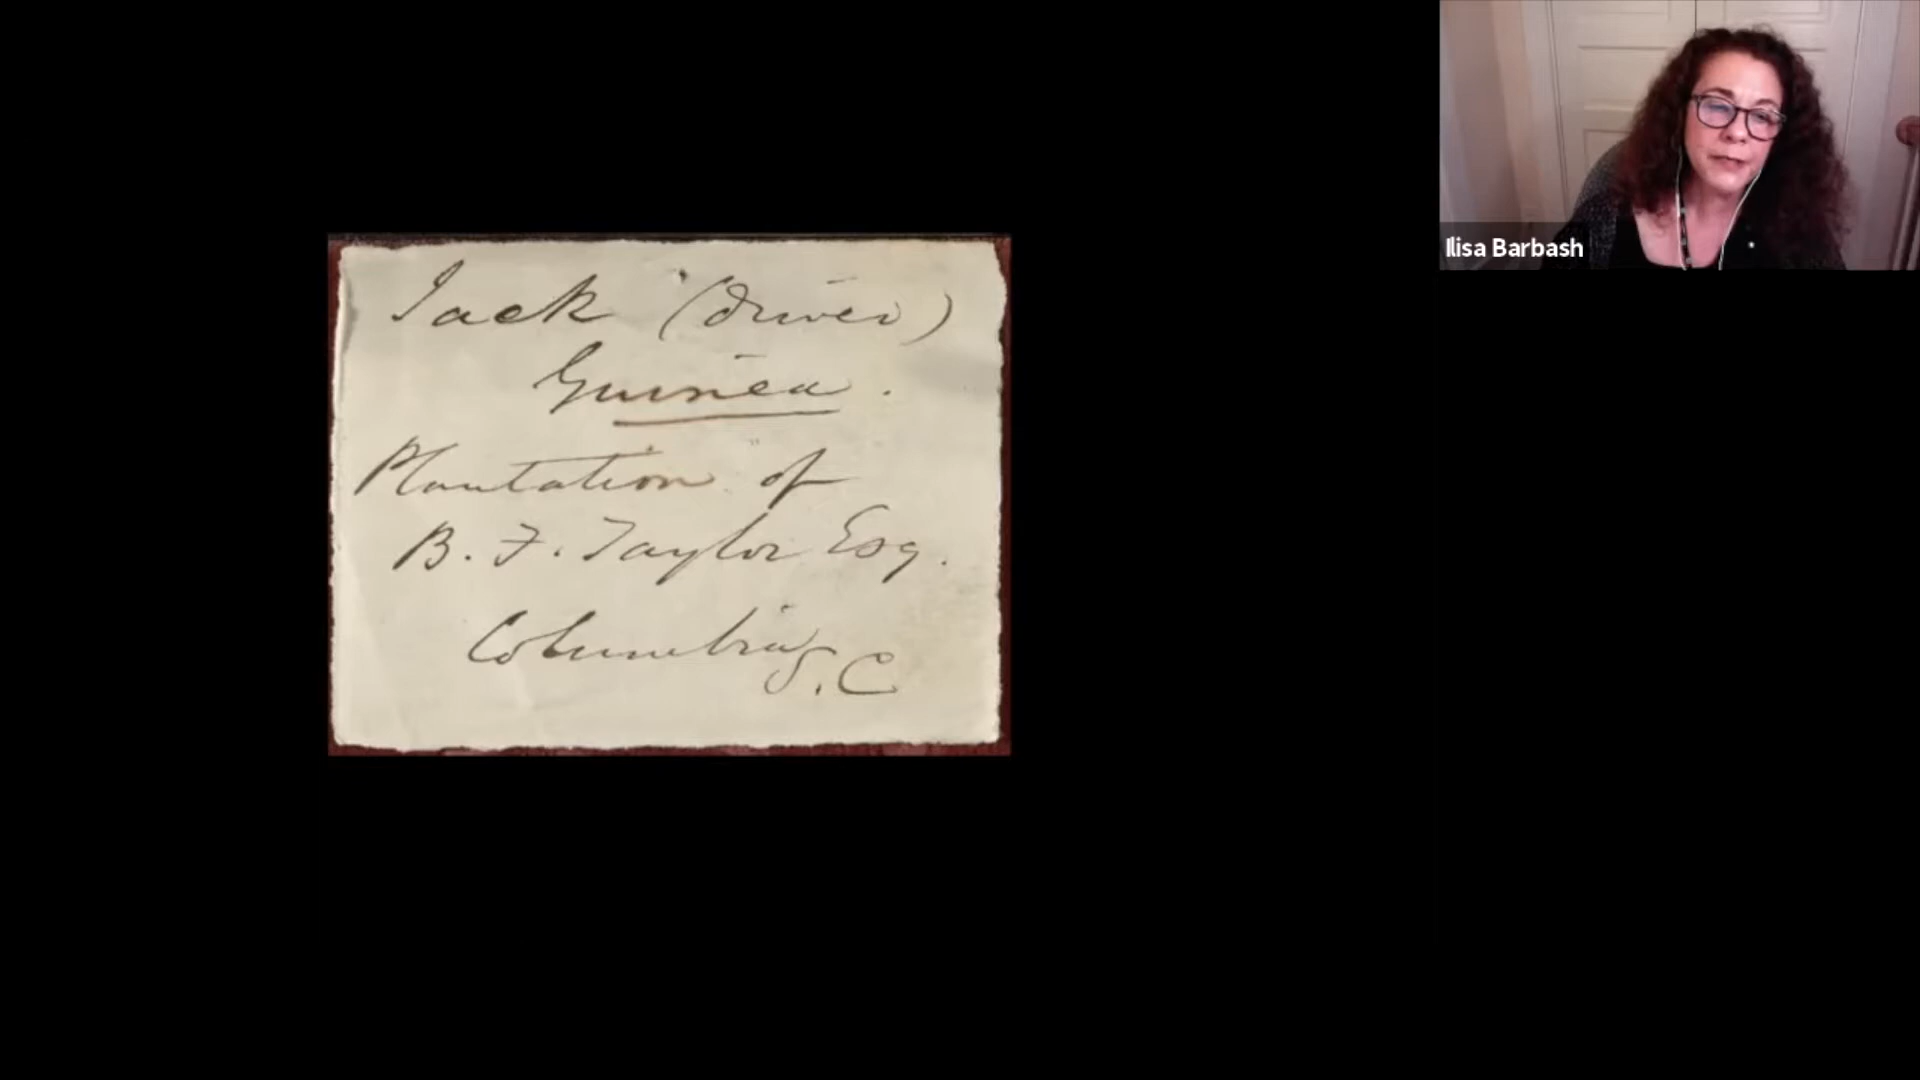 Jack (driver)
Guinea.
Plantation of
B. F. Taylor Esq.
Columbia
S. C
Ilisa Barbash